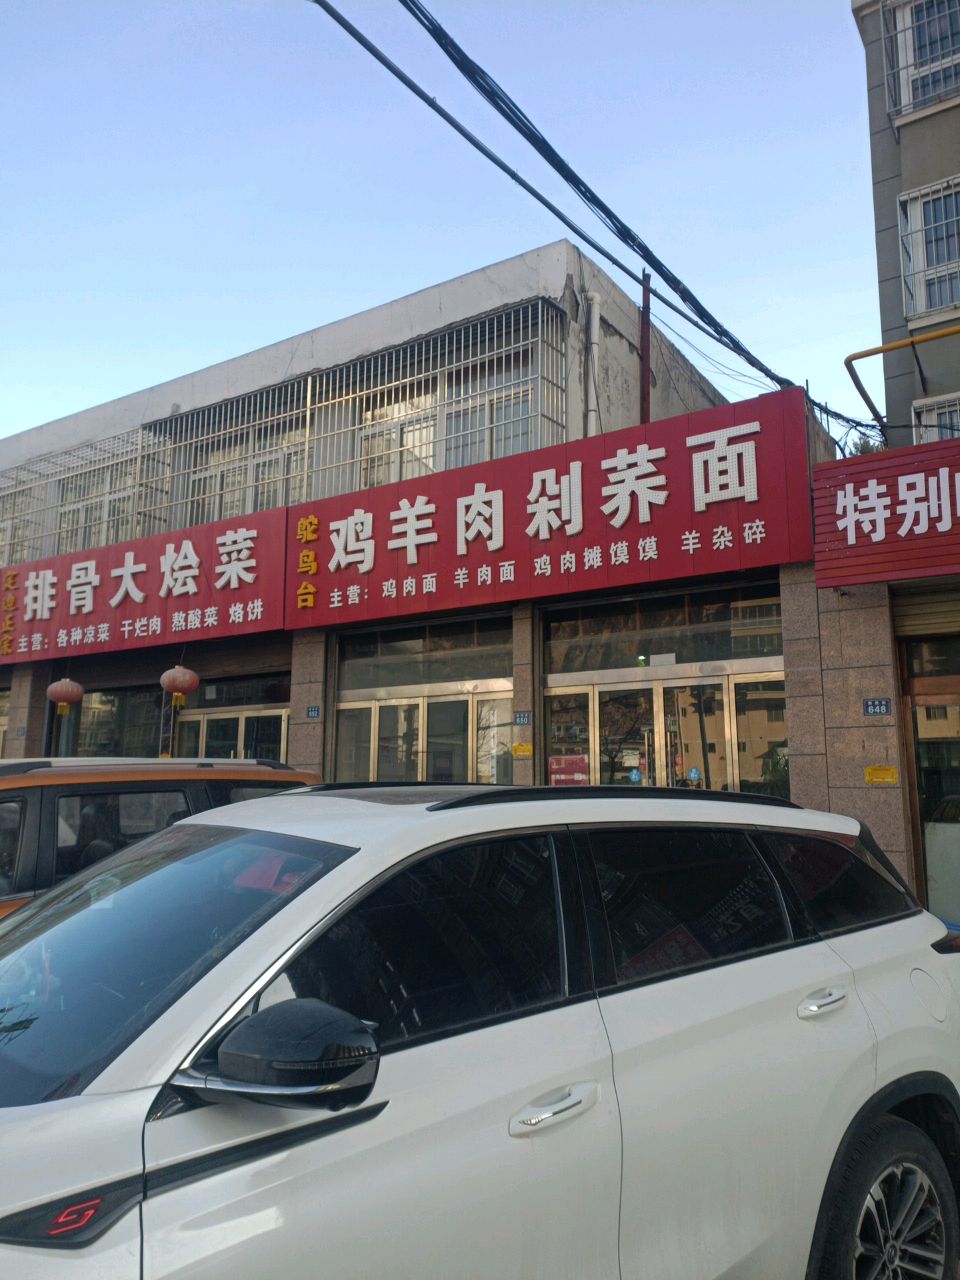 排骨大烩菜
主营：各种凉菜 干烂肉 熬酸菜 烙饼
鸵鸟台
鸡羊肉剁荞面
主营：鸡肉面 羊肉面 鸡肉摊馍馍 羊杂碎
特别
652
650
648